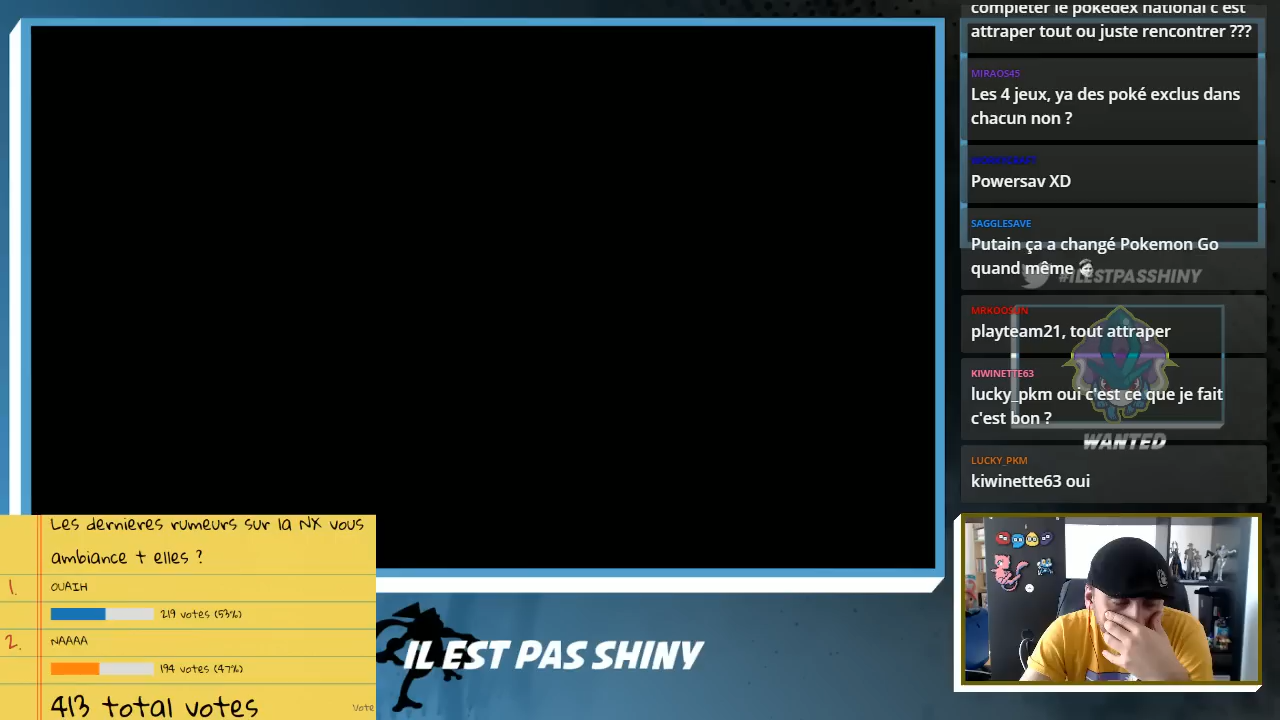 compléter le pokedex national c'est
attraper tout ou juste rencontrer ???
MIRAOS45
Les 4 jeux, ya des poké exclus dans
chacun non ?
Powersav XD
SAGGLESAVE
Putain ça a changé Pokemon Go
quand même
#ILESTPASSHINY
playteam21, tout attraper
KIWINETTE63
lucky_pkm oui c'est ce que je fait
c'est bon ?
WANTED
LUCKY_PKM
kiwinette63 oui
Les dernieres rumeurs sur la NX vous
ambiance + elles ?
1. OUAIH
219 votes (53%)
2. NAAAA
194 votes (47%)
413 total votes
Vote
IL EST PAS SHINY